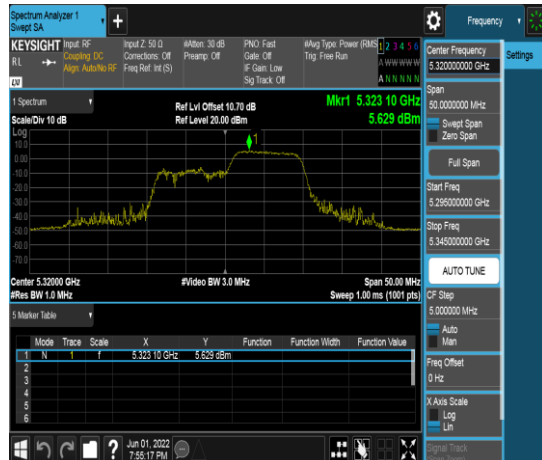 Spectrum Analyzer 1
Swept SA
+
Frequency
KEYSIGHT
RL
LXI
Input: RF
Coupling: DC
Align: Auto/No RF
Input Z: 50 Ω
Corrections: Off
Freq Ref: Int (S)
#Atten: 30 dB
Preamp: Off
PNO: Fast
Gate: Off
IF Gain: Low
Sig Track: Off
#Avg Type: Power (RMS
Trig: Free Run
1 2 3 4 5 6
A W W W W W
A N N N N N
1 Spectrum
Scale/Div 10 dB
Ref Lvl Offset 10.70 dB
Ref Level 20.00 dBm
Mkr1 5.323 10 GHz
5.629 dBm
Log
10.0
0.00
-10.0
-20.0
-30.0
-40.0
-50.0
-60.0
-70.0
1
Center 5.32000 GHz
#Res BW 1.0 MHz
#Video BW 3.0 MHz
Span 50.00 MHz
Sweep 1.00 ms (1001 pts)
5 Marker Table
Mode Trace Scale X Y Function Function Width Function Value
1 N 1 f 5.323 10 GHz 5.629 dBm
2
3
4
5
6
Jun 01, 2022
7:55:17 PM
Center Frequency
5.320000000 GHz
Span
50.0000000 MHz
Swept Span
Zero Span
Full Span
Start Freq
5.295000000 GHz
Stop Freq
5.345000000 GHz
AUTO TUNE
CF Step
5.000000 MHz
Auto
Man
Freq Offset
0 Hz
X Axis Scale
Log
Lin
Signal Track
Settings